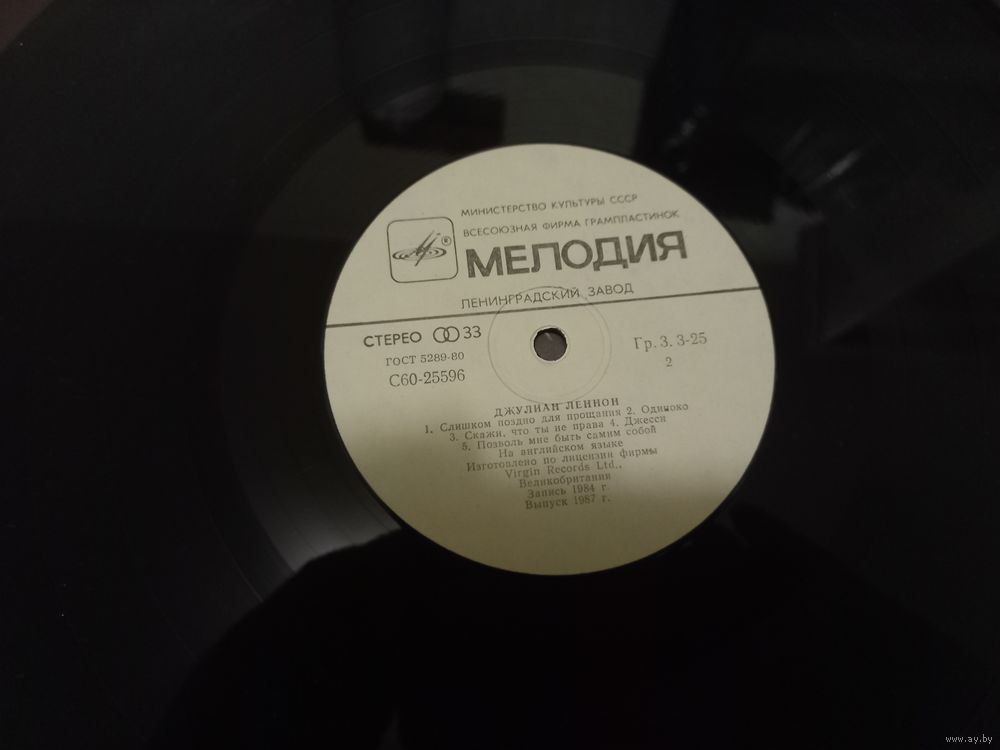 МИНИСТЕРСТВО КУЛЬТУРЫ СССР
ВСЕСОЮЗНАЯ ФИРМА ГРАМПЛАСТИНОК
МЕЛОДИЯ
®
ЛЕНИНГРАДСКИЙ ЗАВОД
СТЕРЕО 33
ГОСТ 5289-80
С60-25596
Гр. 3. 3-25
2
ДЖУЛИАН ЛЕННОН
1. Слишком поздно для прощания 2. Одиноко
3. Скажи, что ты не права 4. Джесси
5. Позволь мне быть самим собой
На английском языке
Изготовлено по лицензии фирмы
Virgin Records Ltd.,
Великобритания
Запись 1984 г.
Выпуск 1987 г.
www.ay.by